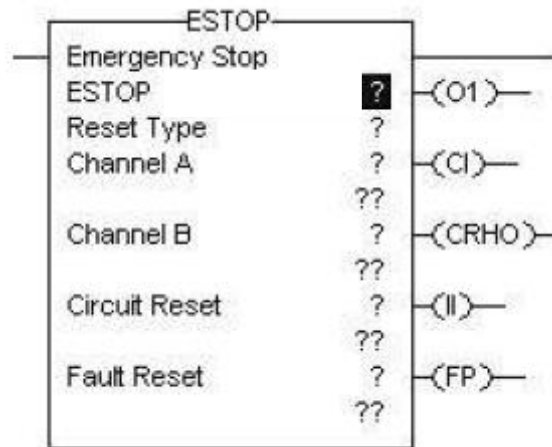 ESTOP
Emergency Stop
ESTOP ? (O1)
Reset Type ?
Channel A ? (CI)
??
Channel B ? (CRHO)
??
Circuit Reset ? (II)
??
Fault Reset ? (FP)
??